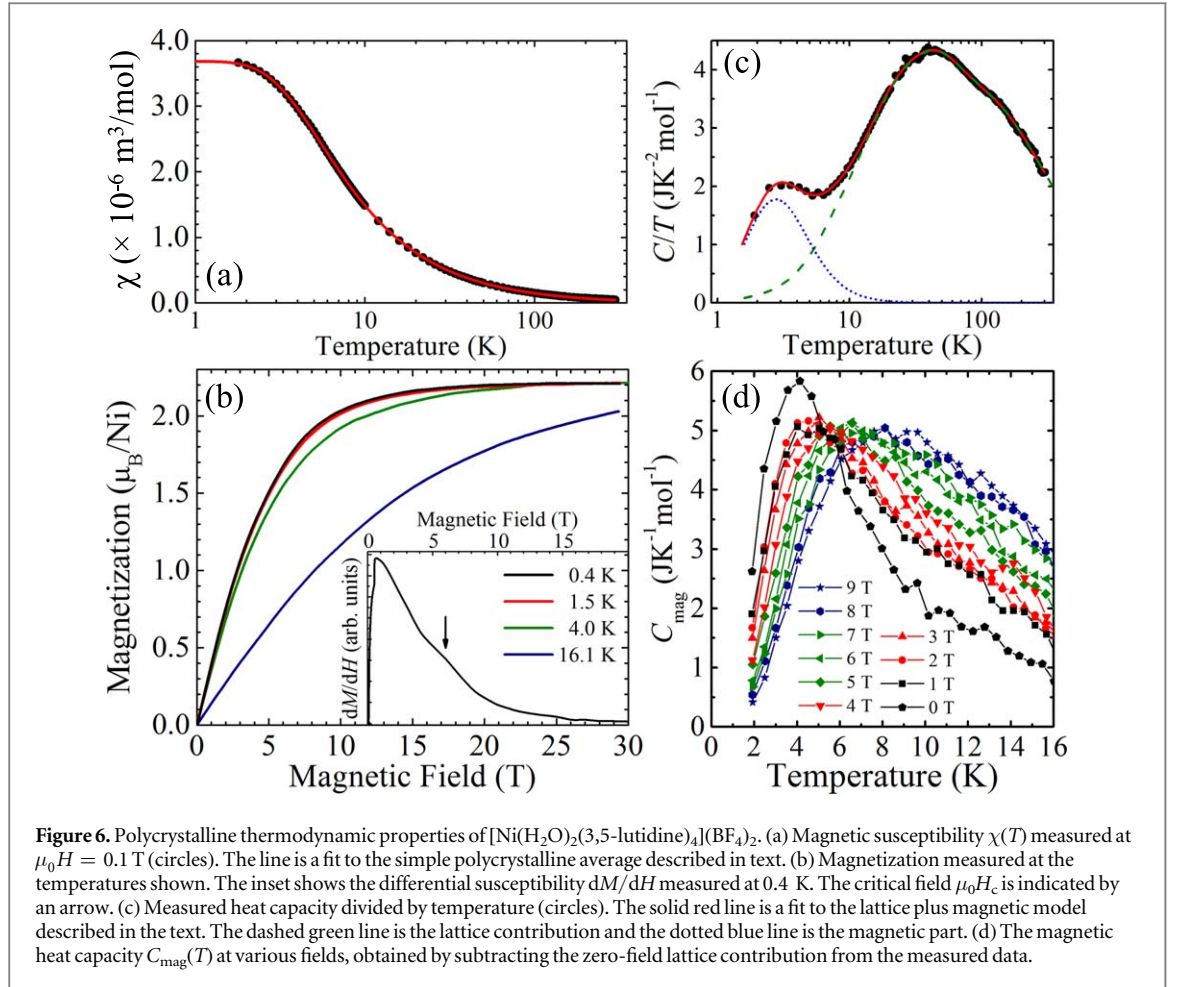 4.0
3.0
2.0
1.0
0.0
χ (× 10-6 m3/mol)
(a)
1
10
100
Temperature (K)
(c)
4
3
2
1
0
C/T (JK-2mol-1)
1
10
100
Temperature (K)
(b)
2.0
1.5
1.0
0.5
0.0
Magnetization (μB/Ni)
0
5
10
15
20
25
30
Magnetic Field (T)
Magnetic Field (T)
0
5
10
15
dM/dH (arb. units)
0.4 K
1.5 K
4.0 K
16.1 K
(d)
6
5
4
3
2
1
0
Cmag (JK-1mol-1)
9 T
8 T
7 T
6 T
5 T
4 T
3 T
2 T
1 T
0 T
0
2
4
6
8
10
12
14
16
Temperature (K)
Figure 6. Polycrystalline thermodynamic properties of [Ni(H2O)2(3,5-lutidine)4](BF4)2. (a) Magnetic susceptibility χ(T) measured at
μ0H = 0.1 T (circles). The line is a fit to the simple polycrystalline average described in text. (b) Magnetization measured at the
temperatures shown. The inset shows the differential susceptibility dM/dH measured at 0.4 K. The critical field μ0Hc is indicated by
an arrow. (c) Measured heat capacity divided by temperature (circles). The solid red line is a fit to the lattice plus magnetic model
described in the text. The dashed green line is the lattice contribution and the dotted blue line is the magnetic part. (d) The magnetic
heat capacity Cmag(T) at various fields, obtained by subtracting the zero-field lattice contribution from the measured data.